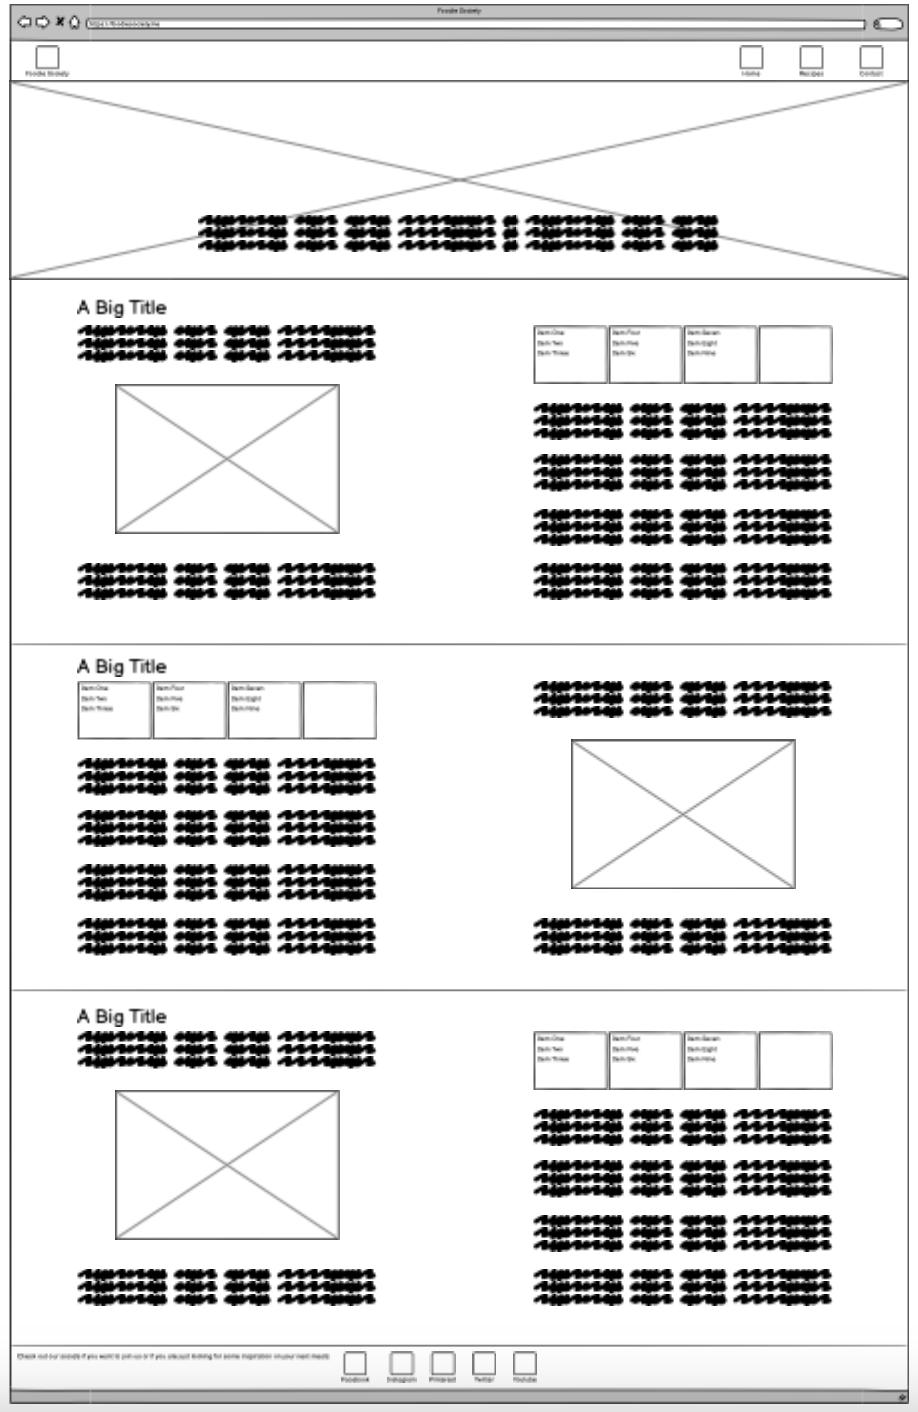 Foodie Society
https://foodiesociety.me
Foodie Society
Home
Recipes
Contact
A Big Title
Item One
Item Two
Item Three
Item Four
Item Five
Item Six
Item Seven
Item Eight
Item Nine
A Big Title
Item One
Item Two
Item Three
Item Four
Item Five
Item Six
Item Seven
Item Eight
Item Nine
A Big Title
Item One
Item Two
Item Three
Item Four
Item Five
Item Six
Item Seven
Item Eight
Item Nine
Check out our socials if you want to join us or if you are just looking for some inspiration on your next meals
Facebook
Instagram
Pinterest
Twitter
Youtube